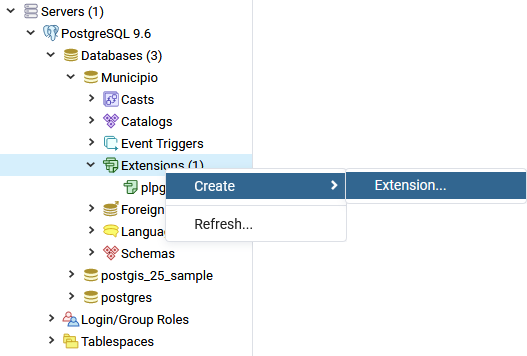 Servers (1)
PostgreSQL 9.6
Databases (3)
Municipio
Casts
Catalogs
Event Triggers
Extensions (1)
plpg
Create
Extension...
Foreign
Refresh...
Langua
Schemas
postgis_25_sample
postgres
Login/Group Roles
Tablespaces